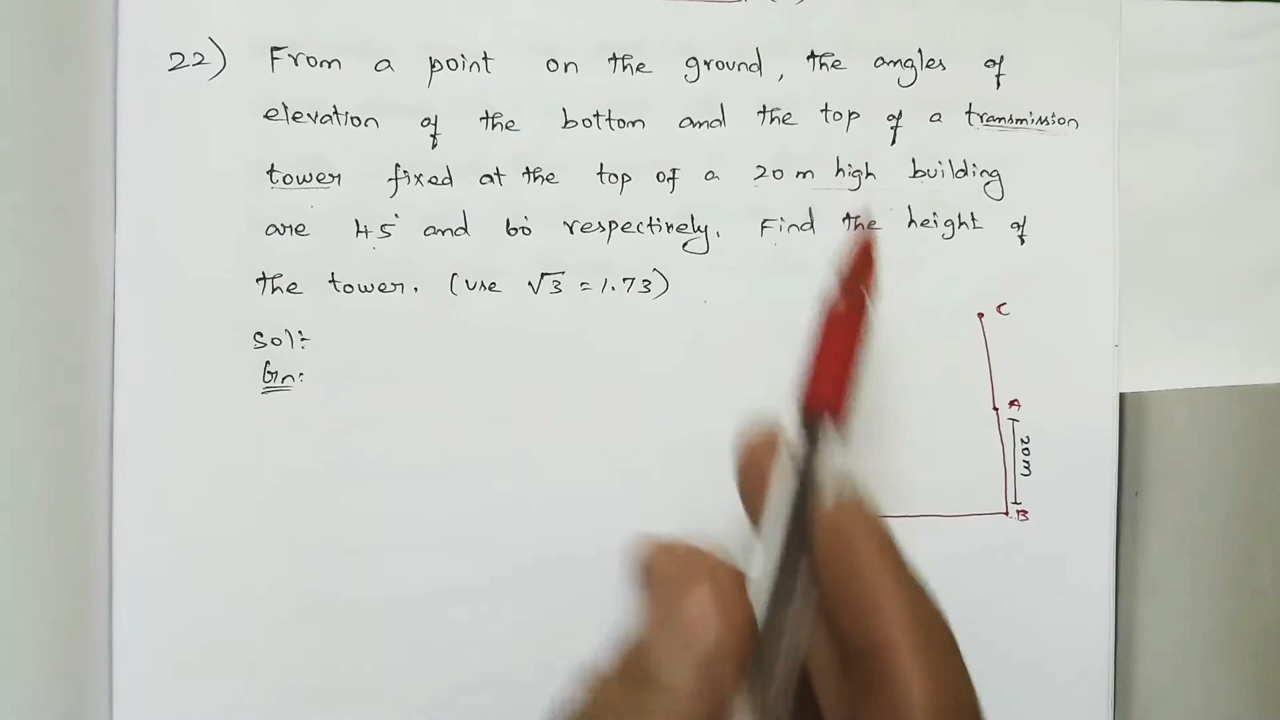 22) From a point on the ground, the angles of
elevation of the bottom and the top of a transmission
tower fixed at the top of a 20 m high building
are 45° and 60° respectively. Find the height of
the tower. (use √3 = 1.73)
Sol:-
Gn:
C
A
20m
B